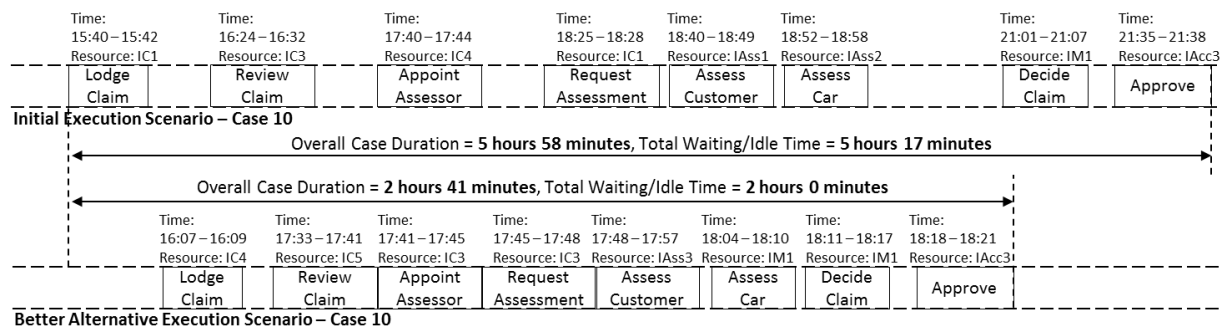 Time: Time: Time: Time: Time: Time: Time: Time:
15:40–15:42 16:24–16:32 17:40–17:44 18:25–18:28 18:40–18:49 18:52–18:58 21:01–21:07 21:35–21:38
Resource: IC1 Resource: IC3 Resource: IC4 Resource: IC1 Resource: IAss1 Resource: IAss2 Resource: IM1 Resource: IAcc3
Lodge Review Appoint Request Assess Assess Decide Approve
Claim Claim Assessor Assessment Customer Car Claim
Initial Execution Scenario – Case 10
Overall Case Duration = 5 hours 58 minutes, Total Waiting/Idle Time = 5 hours 17 minutes
Overall Case Duration = 2 hours 41 minutes, Total Waiting/Idle Time = 2 hours 0 minutes
Time: Time: Time: Time: Time: Time: Time: Time:
16:07–16:09 17:33–17:41 17:41–17:45 17:45–17:48 17:48–17:57 18:04–18:10 18:11–18:17 18:18–18:21
Resource: IC4 Resource: IC5 Resource: IC3 Resource: IC3 Resource: IAss3 Resource: IM1 Resource: IM1 Resource: IAcc3
Lodge Review Appoint Request Assess Assess Decide Approve
Claim Claim Assessor Assessment Customer Car Claim
Better Alternative Execution Scenario – Case 10